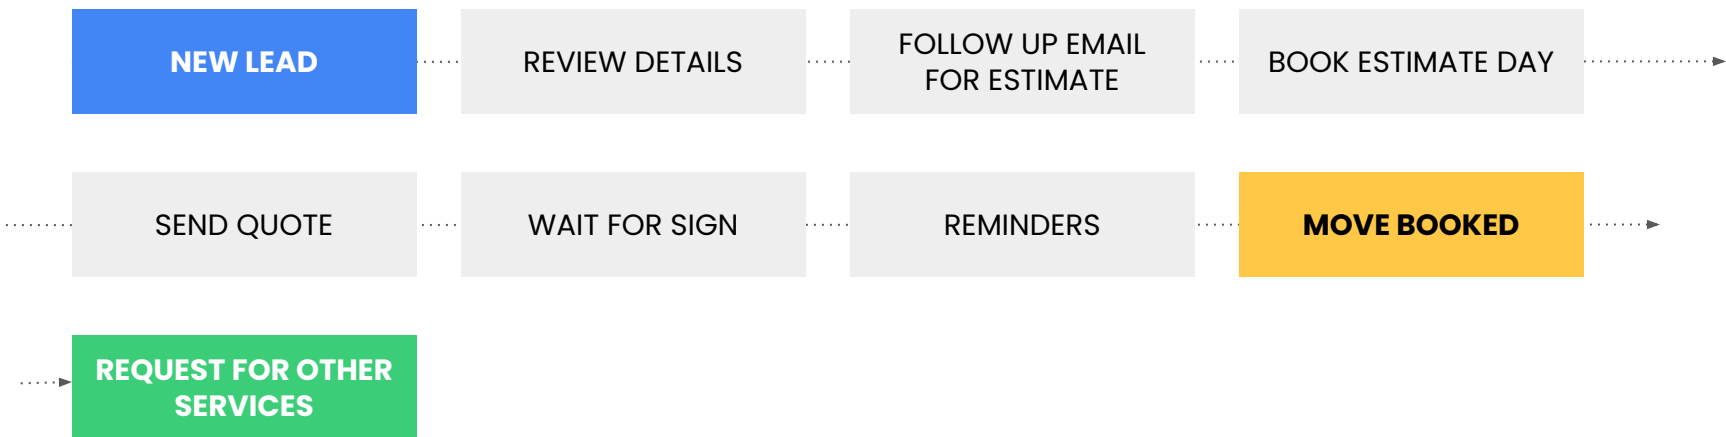 NEW LEAD
REVIEW DETAILS
FOLLOW UP EMAIL
FOR ESTIMATE
BOOK ESTIMATE DAY
SEND QUOTE
WAIT FOR SIGN
REMINDERS
MOVE BOOKED
REQUEST FOR OTHER
SERVICES